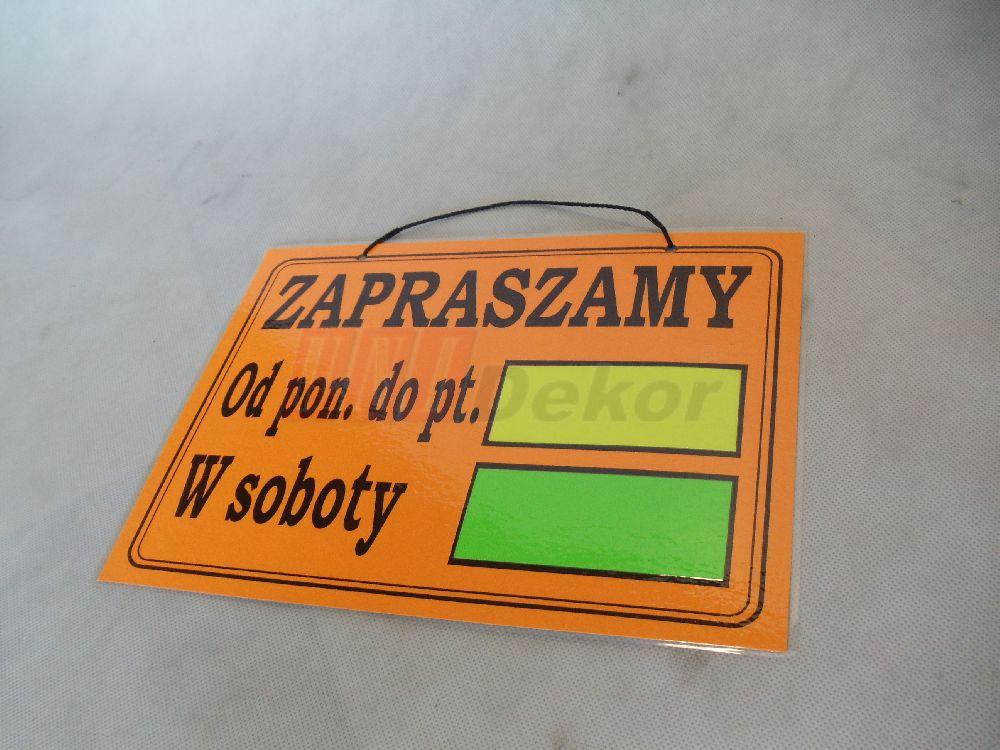 ZAPRASZAMY
Od pon. do pt.
W soboty
UNI Dekor